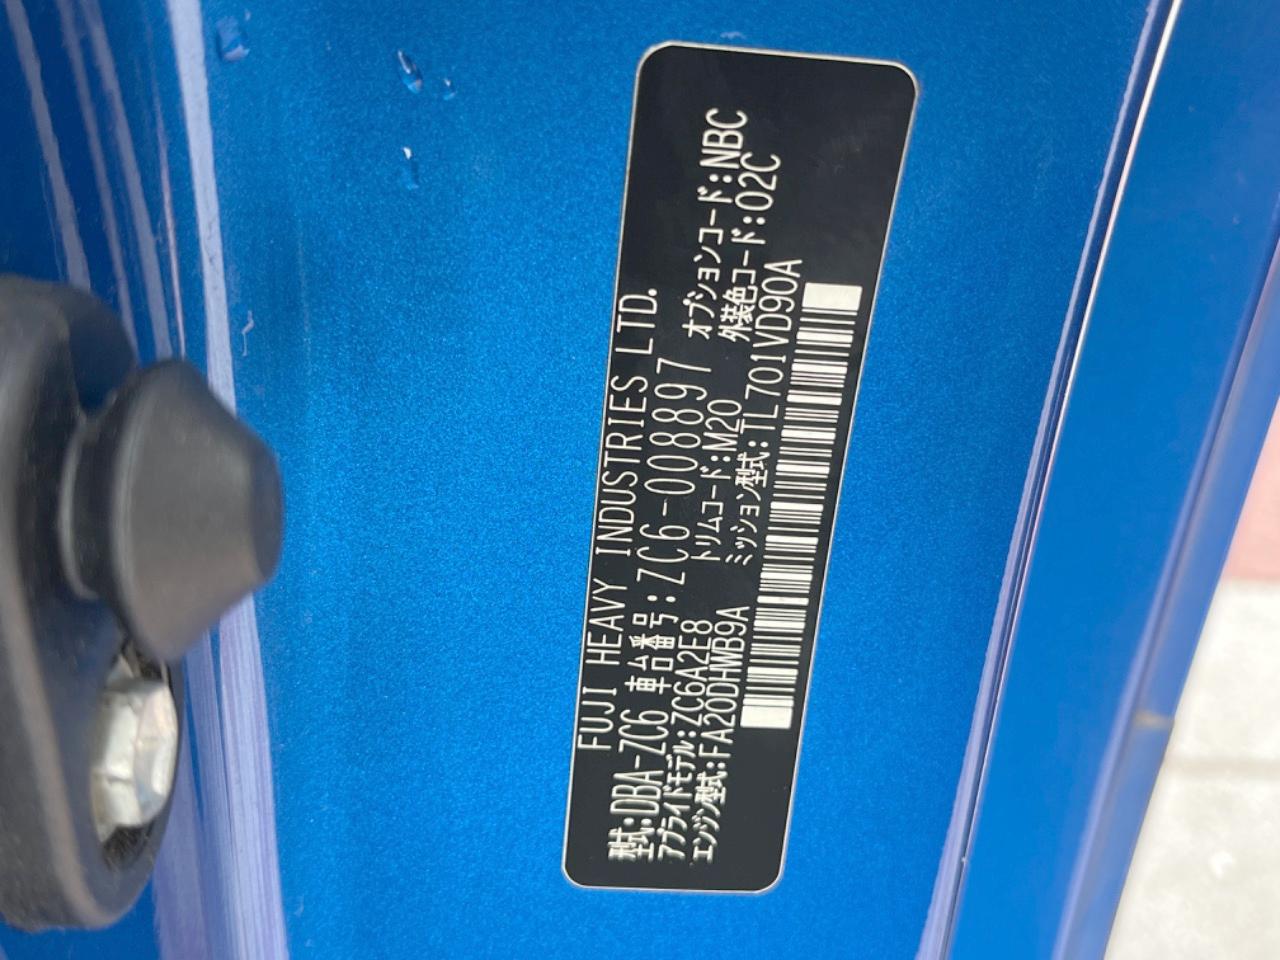 FUJI HEAVY INDUSTRIES LTD.
型式:DBA-ZC6 車台番号:ZC6-008897
アプライドモデル:ZC6A2E8 トリムコード:M20 オプションコード:NBC
エンジン型式:FA20DHWB9A ミッション型式:TL701VD90A 外装色コード:02C